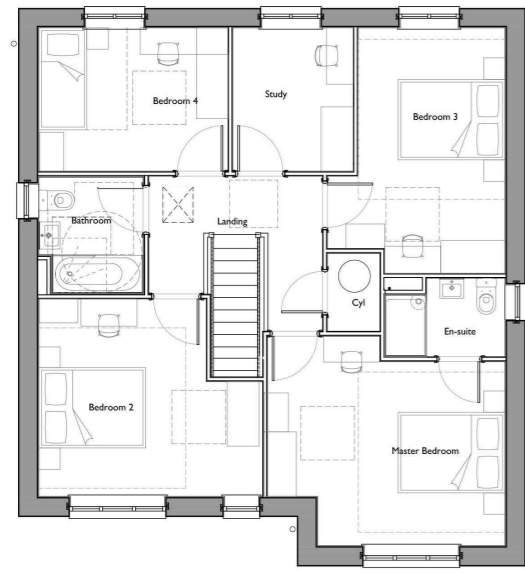 Bedroom 4
Study
Bedroom 3
Bathroom
Landing
Cyl
En-suite
Bedroom 2
Master Bedroom